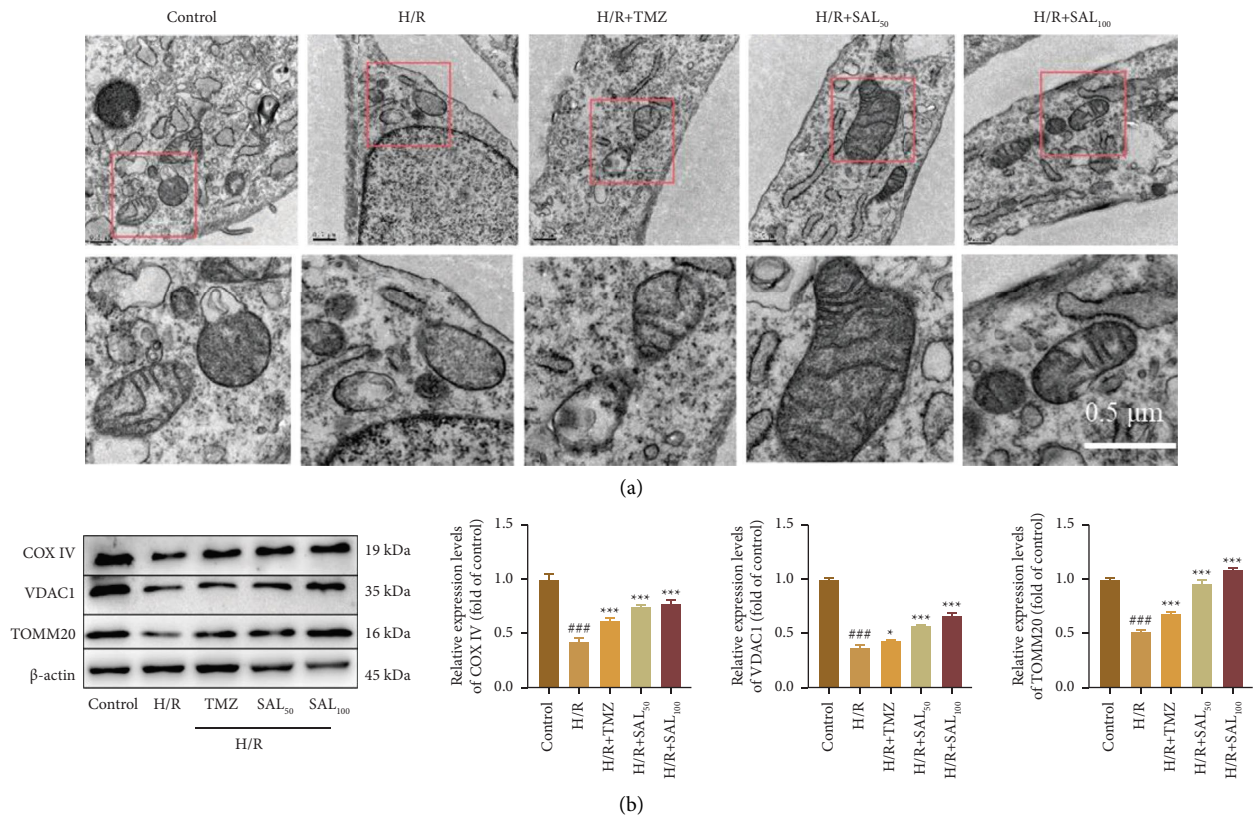 (a)
Control
H/R
H/R+TMZ
H/R+SAL₅₀
H/R+SAL₁₀₀
0.5 μm
(a)
COX IV
19 kDa
VDAC1
35 kDa
TOMM20
16 kDa
β-actin
45 kDa
Control
H/R
TMZ
SAL₅₀
SAL₁₀₀
H/R
Relative expression levels
of COX IV (fold of control)
1.5
1.0
0.5
0.0
###
***
***
***
Control
H/R
H/R+TMZ
H/R+SAL₅₀
H/R+SAL₁₀₀
Relative expression levels
of VDAC1 (fold of control)
1.5
1.0
0.5
0.0
###
*
***
***
Control
H/R
H/R+TMZ
H/R+SAL₅₀
H/R+SAL₁₀₀
Relative expression levels
of TOMM20 (fold of control)
1.5
1.0
0.5
0.0
###
***
***
***
Control
H/R
H/R+TMZ
H/R+SAL₅₀
H/R+SAL₁₀₀
(b)